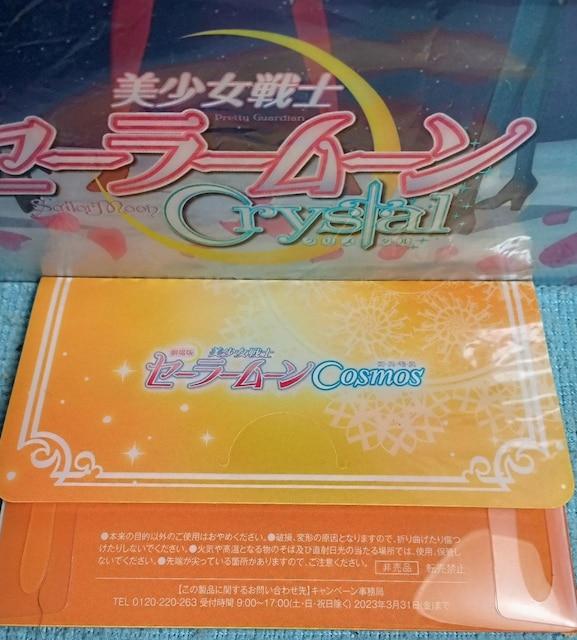 美少女戦士
Pretty Guardian
セーラームーン
Sailor Moon
Crystal
クリスタル
劇場版
美少女戦士
コスモス
セーラームーンCosmos
●本来の目的以外のご使用はおやめください。●破損、変形の原因となりますので、折り曲げたり傷つ
けたりしないでください。●火気や高温となる物のそば及び直射日光の当たる場所では、使用、保管し
ないでください。●先端が尖っている箇所がありますので、ご注意ください。 非売品 転売禁止
【この製品に関するお問い合わせ先】キャンペーン事務局
TEL 0120-220-263 受付時間 9:00〜17:00(土・日・祝日除く) 2023年3月31日(金)まで